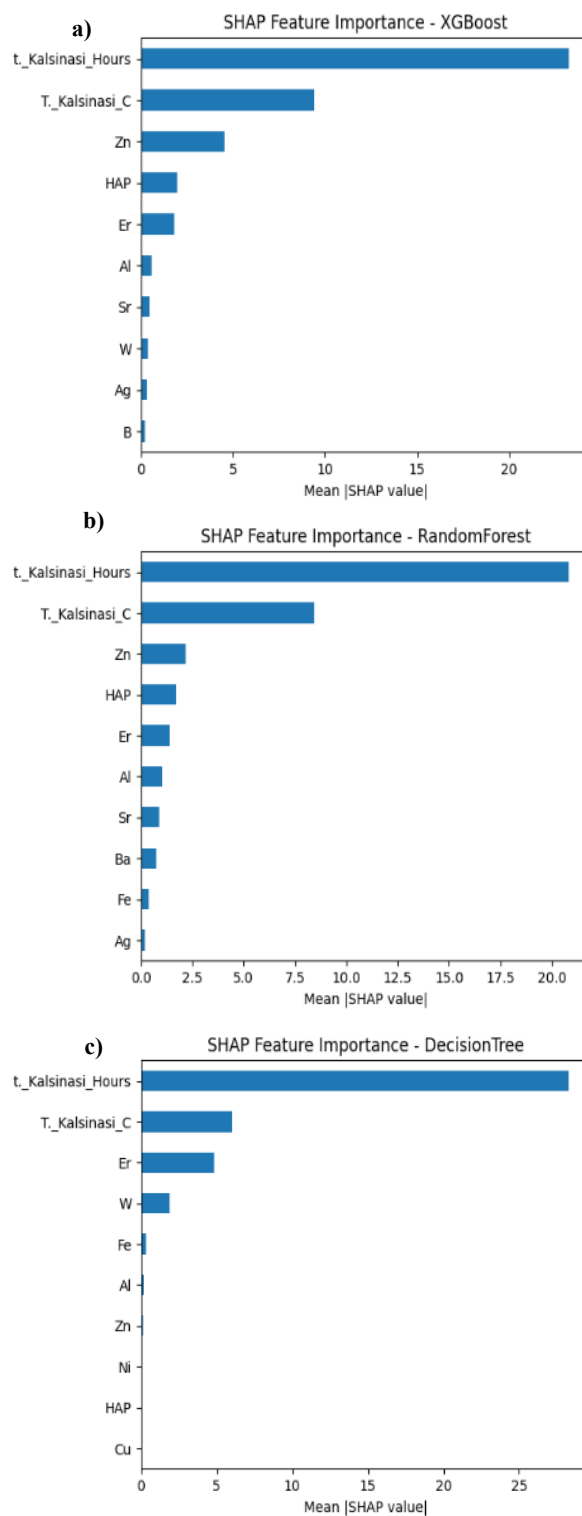 a)
SHAP Feature Importance - XGBoost
t._Kalsinasi_Hours
T._Kalsinasi_C
Zn
HAP
Er
Al
Sr
W
Ag
B
0 5 10 15 20
Mean |SHAP value|
b)
SHAP Feature Importance - RandomForest
t._Kalsinasi_Hours
T._Kalsinasi_C
Zn
HAP
Er
Al
Sr
Ba
Fe
Ag
0.0 2.5 5.0 7.5 10.0 12.5 15.0 17.5 20.0
Mean |SHAP value|
c)
SHAP Feature Importance - DecisionTree
t._Kalsinasi_Hours
T._Kalsinasi_C
Er
W
Fe
Al
Zn
Ni
HAP
Cu
0 5 10 15 20 25
Mean |SHAP value|